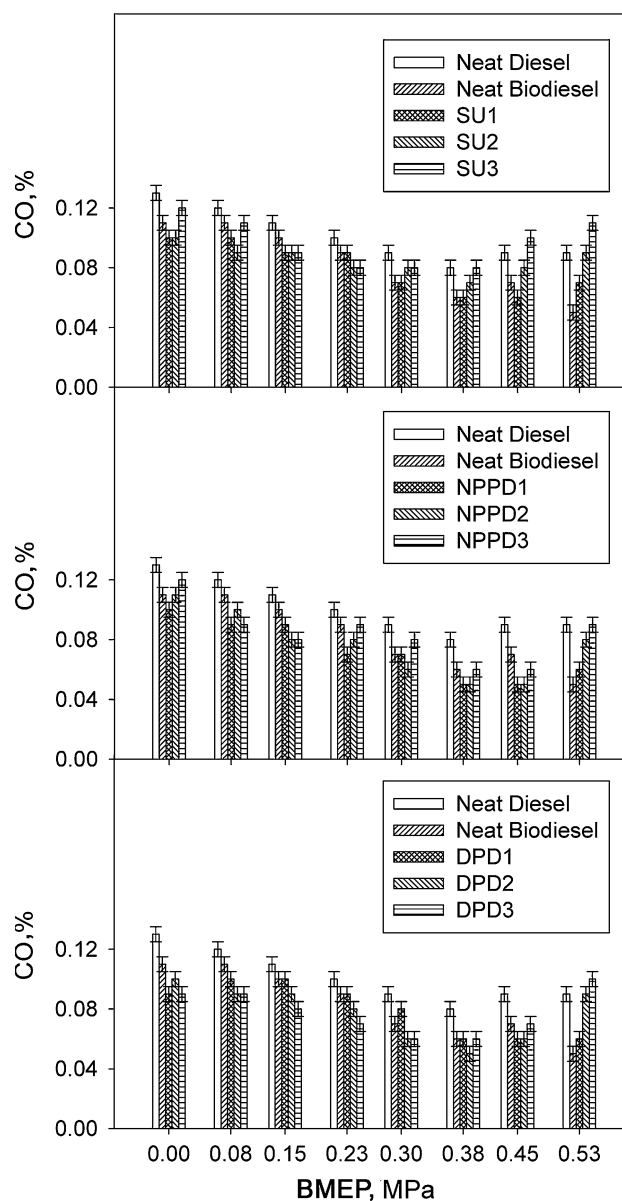 Neat Diesel
Neat Biodiesel
SU1
SU2
SU3
CO,%
0.12
0.08
0.04
0.00
Neat Diesel
Neat Biodiesel
NPPD1
NPPD2
NPPD3
CO,%
0.12
0.08
0.04
0.00
Neat Diesel
Neat Biodiesel
DPD1
DPD2
DPD3
CO,%
0.12
0.08
0.04
0.00
0.00 0.08 0.15 0.23 0.30 0.38 0.45 0.53
BMEP, MPa